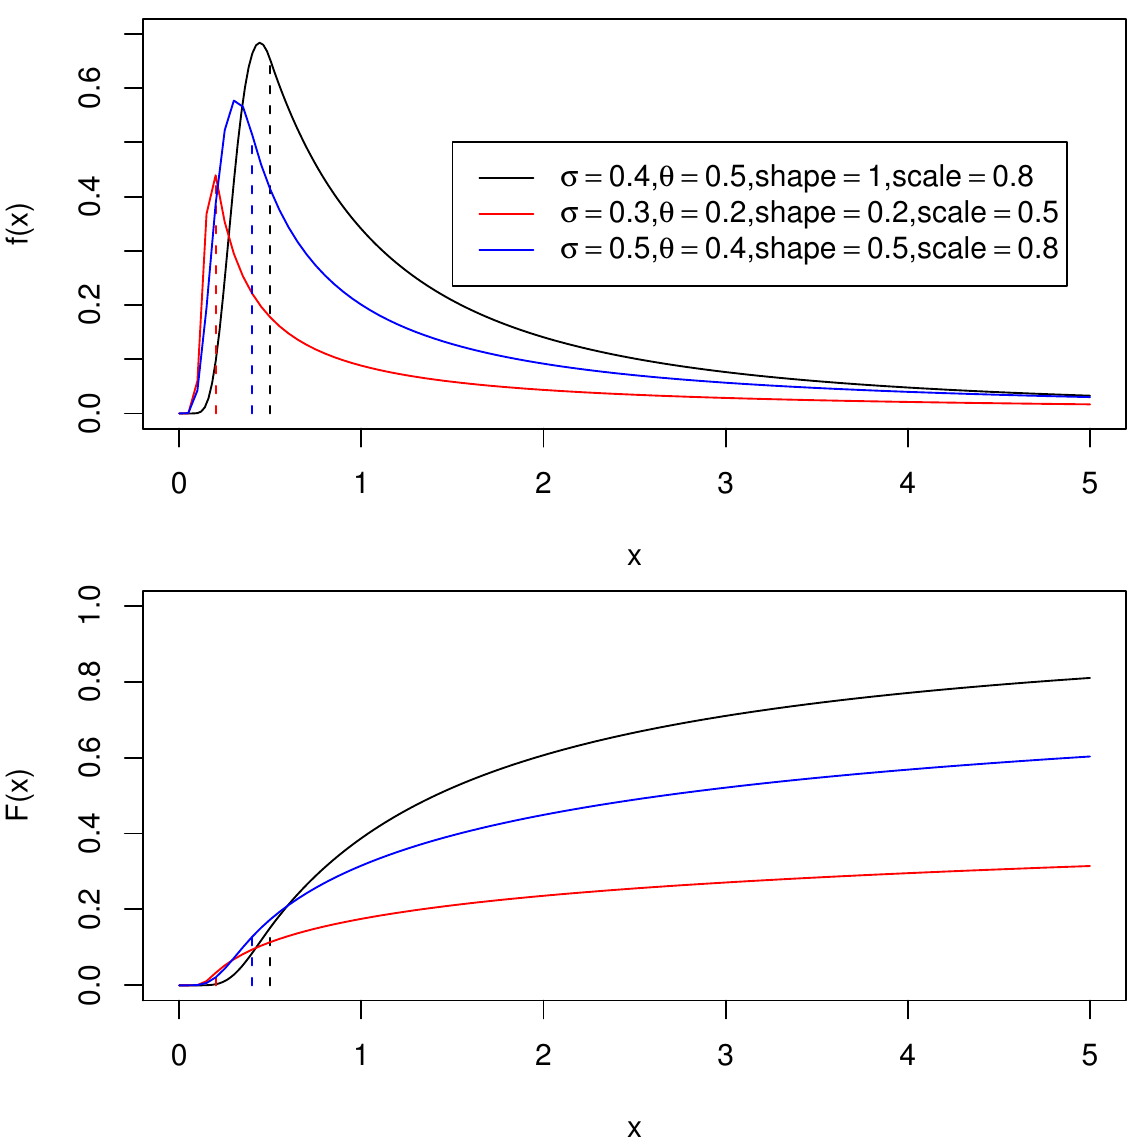 f(x)
0.6
0.4
0.2
0.0
σ = 0.4,θ = 0.5,shape = 1,scale = 0.8
σ = 0.3,θ = 0.2,shape = 0.2,scale = 0.5
σ = 0.5,θ = 0.4,shape = 0.5,scale = 0.8
0 1 2 3 4 5
x
F(x)
1.0
0.8
0.6
0.4
0.2
0.0
0 1 2 3 4 5
x